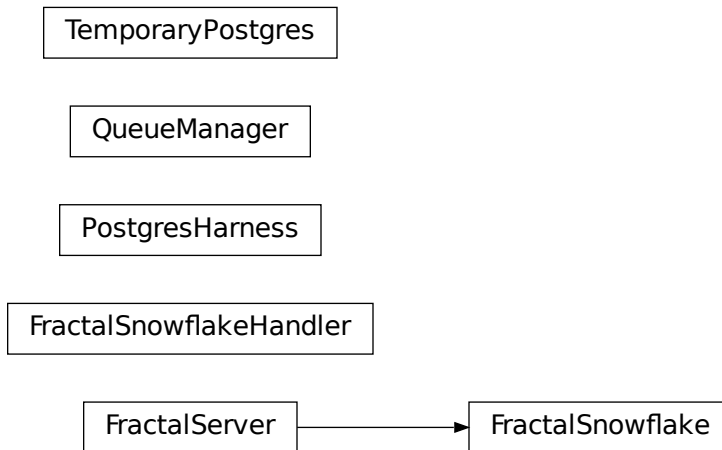 TemporaryPostgres
QueueManager
PostgresHarness
FractalSnowflakeHandler
FractalServer
FractalSnowflake